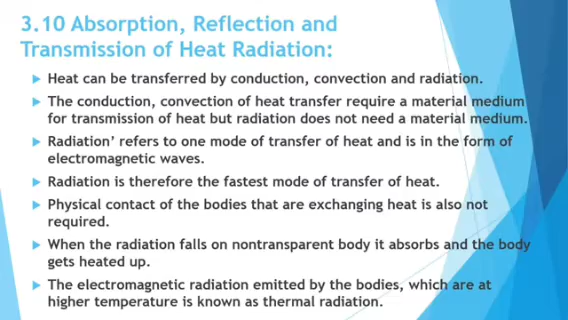 3.10 Absorption, Reflection and
Transmission of Heat Radiation:
Heat can be transferred by conduction, convection and radiation.
The conduction, convection of heat transfer require a material medium
for transmission of heat but radiation does not need a material medium.
Radiation’ refers to one mode of transfer of heat and is in the form of
electromagnetic waves.
Radiation is therefore the fastest mode of transfer of heat.
Physical contact of the bodies that are exchanging heat is also not
required.
When the radiation falls on nontransparent body it absorbs and the body
gets heated up.
The electromagnetic radiation emitted by the bodies, which are at
higher temperature is known as thermal radiation.